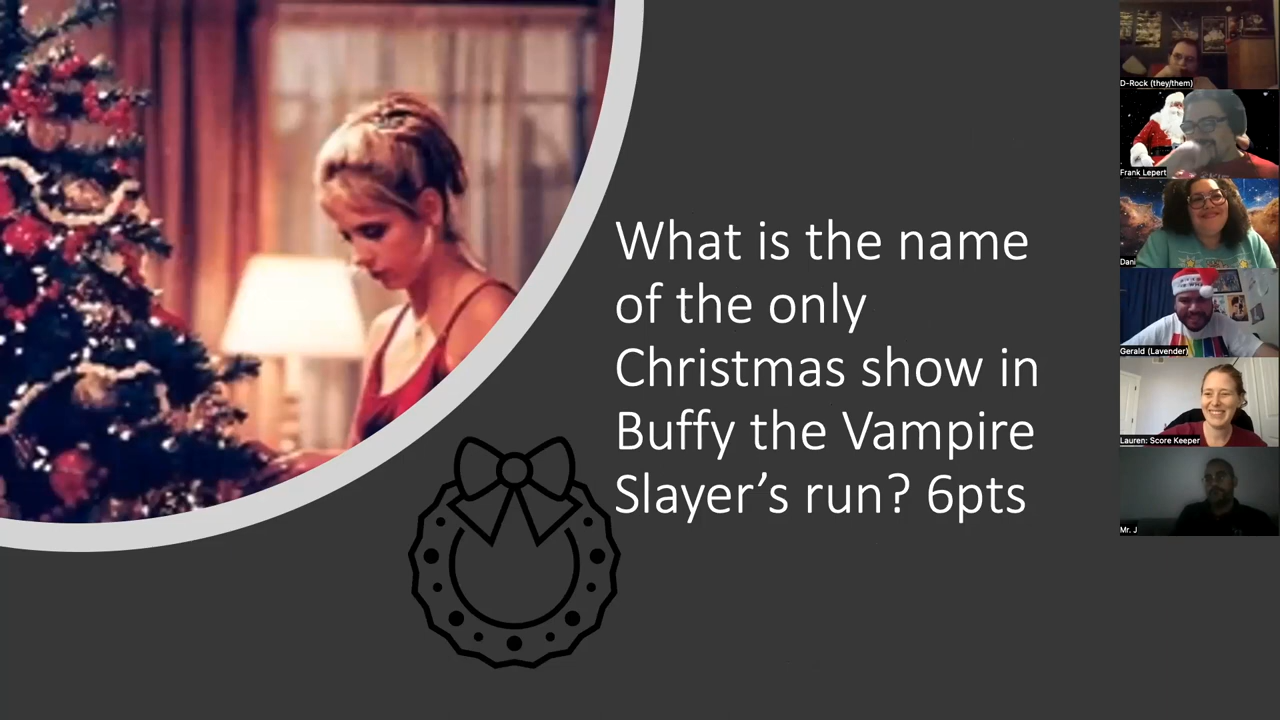 What is the name
of the only
Christmas show in
Buffy the Vampire
Slayer’s run? 6pts
D-Rock (they/them)
Frank Lepert
Dani
Gerald (Lavender)
Lauren: Score Keeper
Mr. J